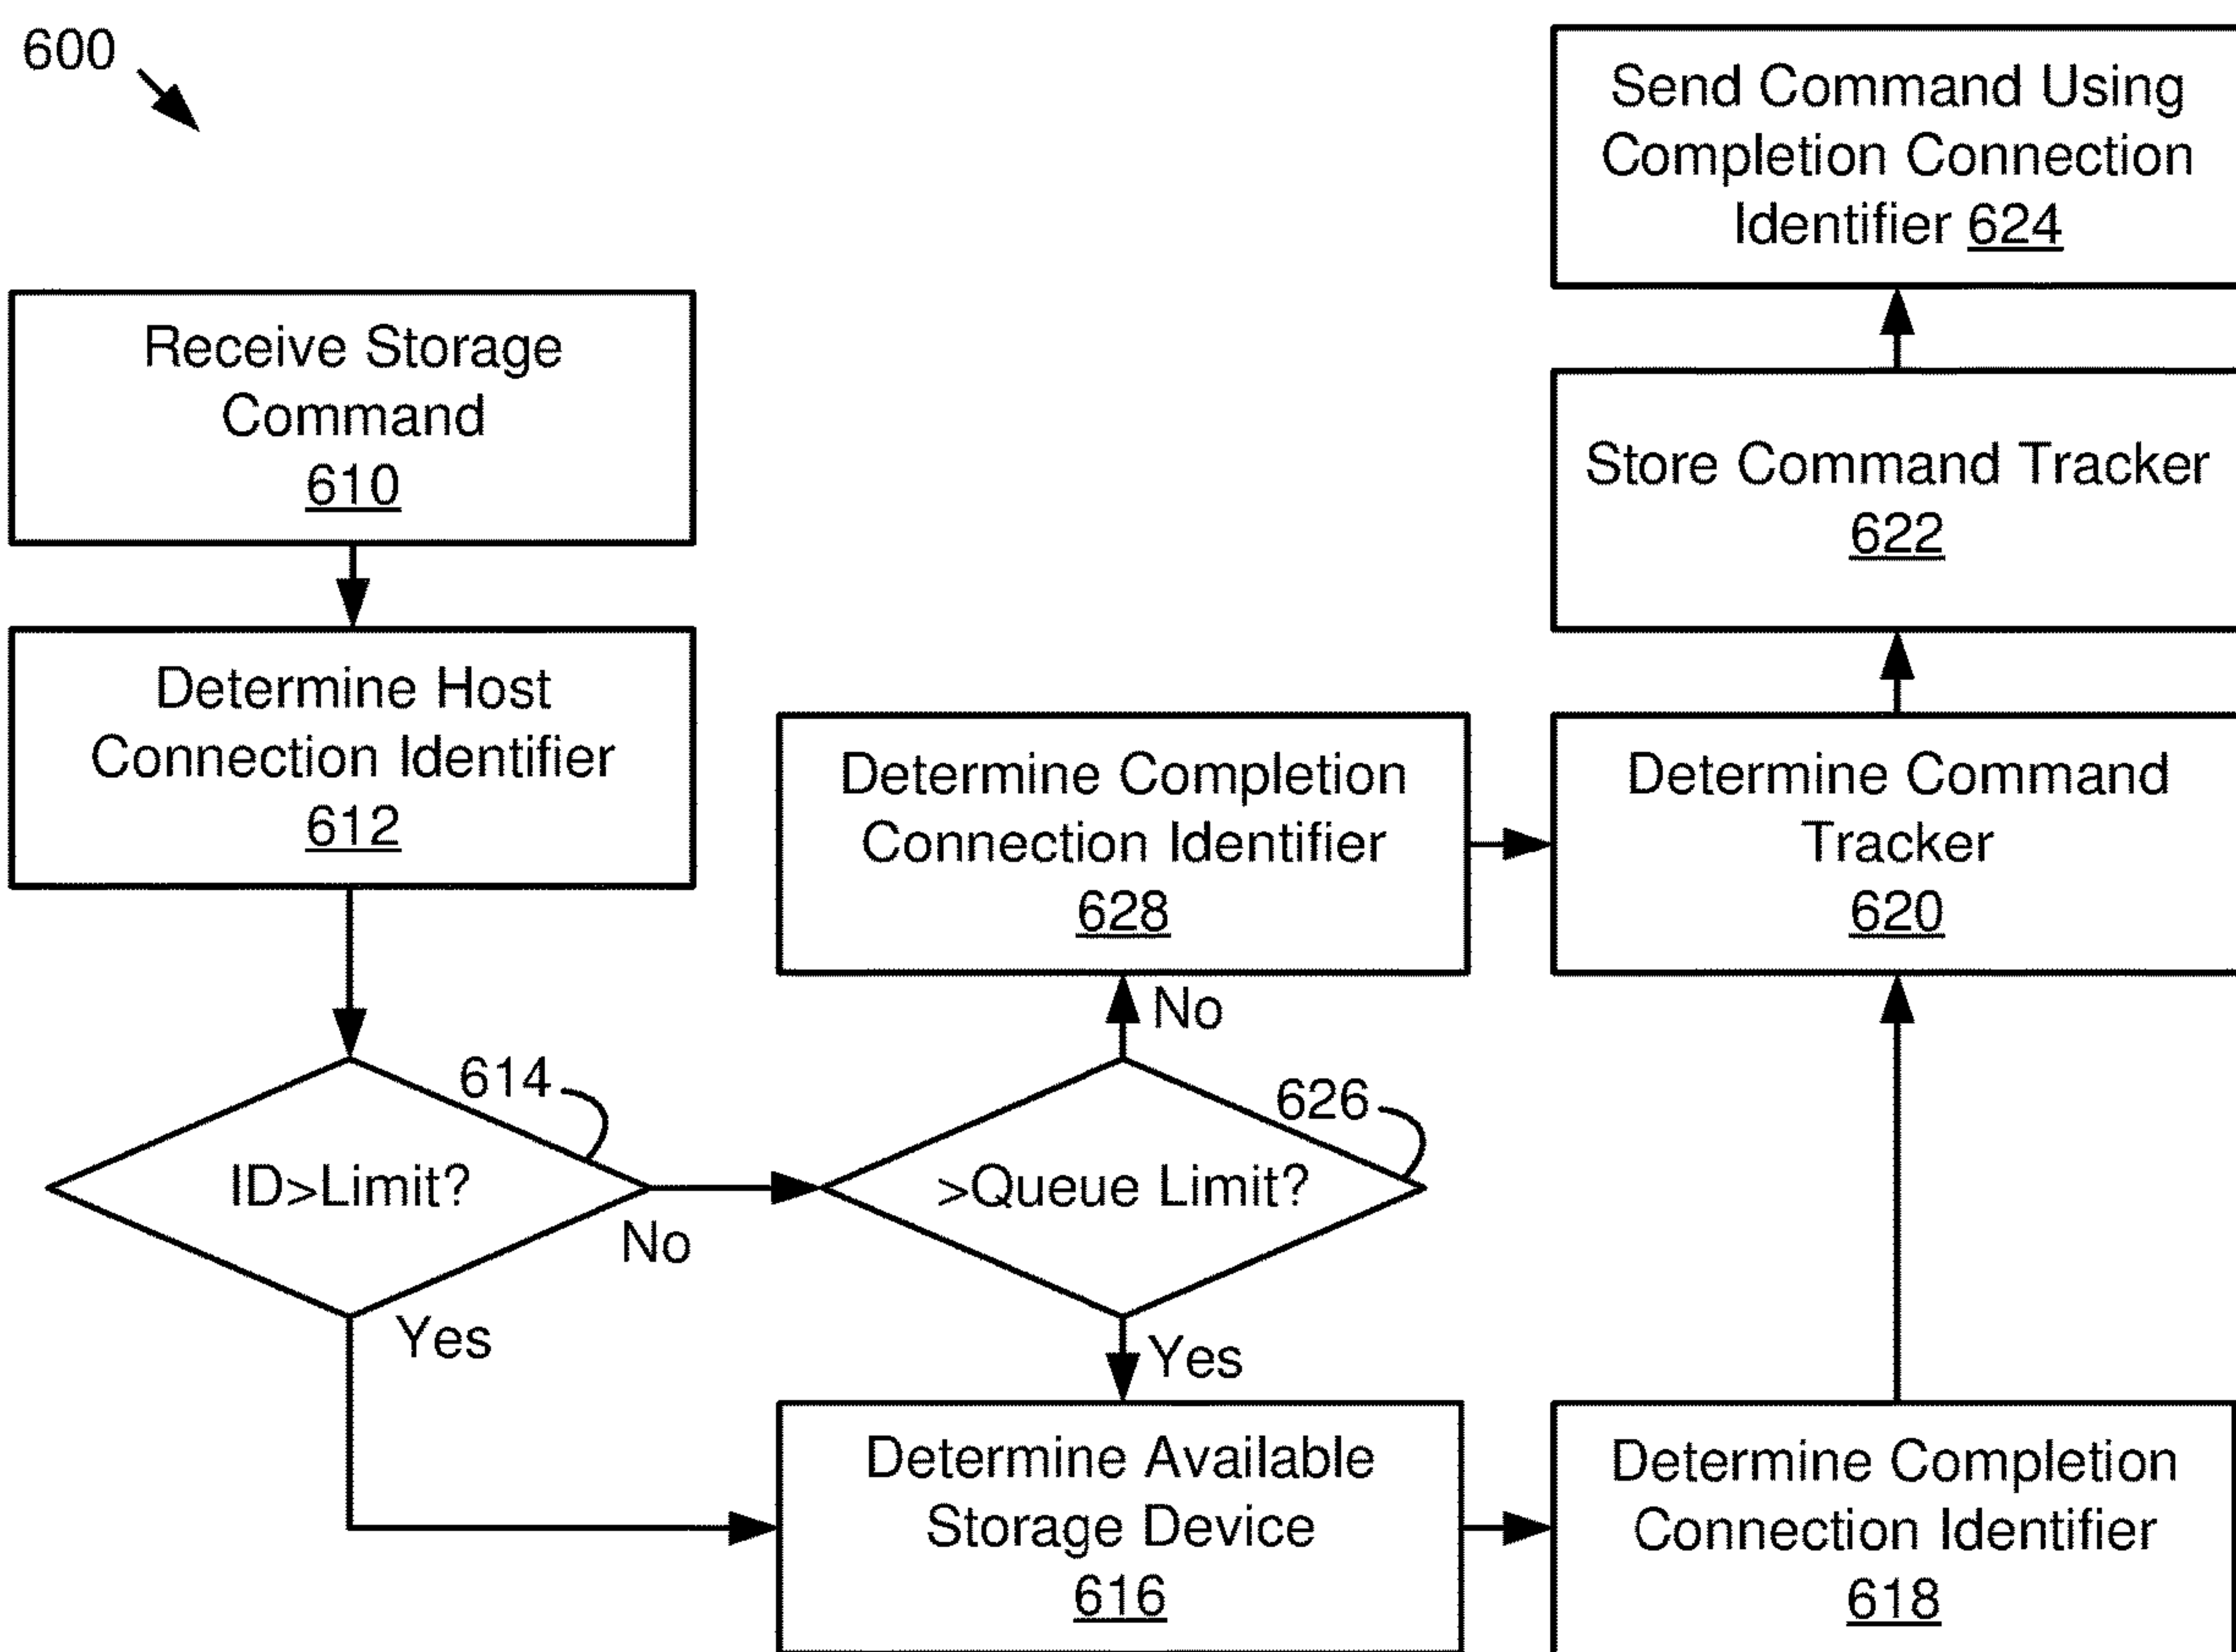 600
Receive Storage
Command
610
Determine Host
Connection Identifier
612
614
ID>Limit?
No
Yes
626
>Queue Limit?
No
Yes
Determine Completion
Connection Identifier
628
Determine Available
Storage Device
616
Determine Completion
Connection Identifier
618
Determine Command
Tracker
620
Store Command Tracker
622
Send Command Using
Completion Connection
Identifier 624